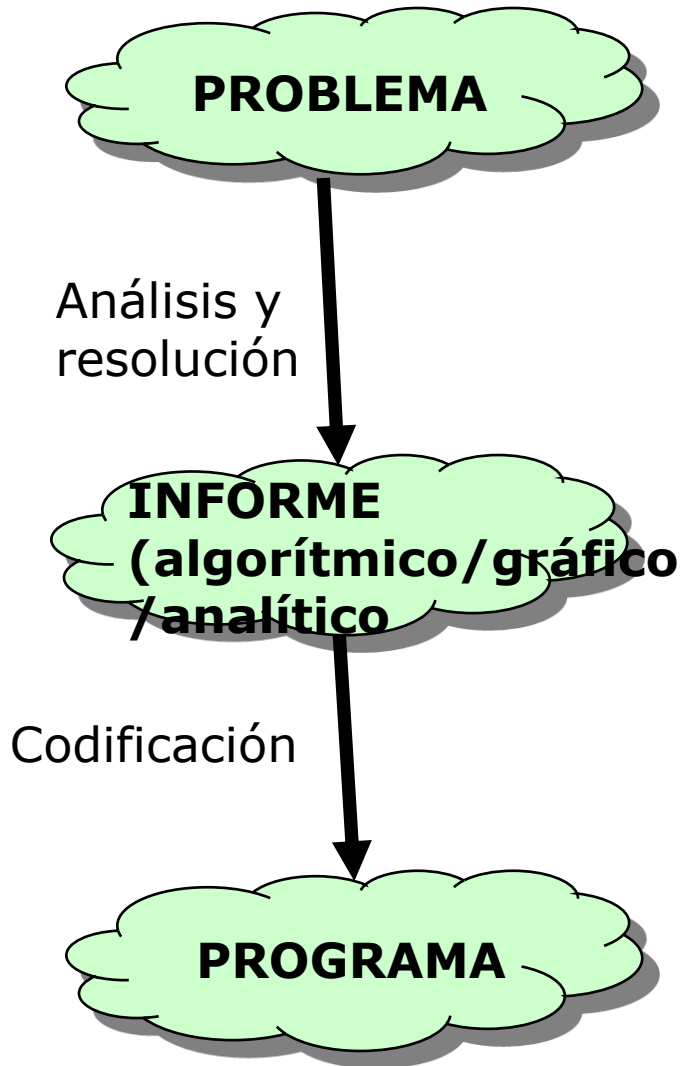 PROBLEMA
Análisis y
resolución
INFORME
(algorítmico/gráfico
/analítico
Codificación
PROGRAMA